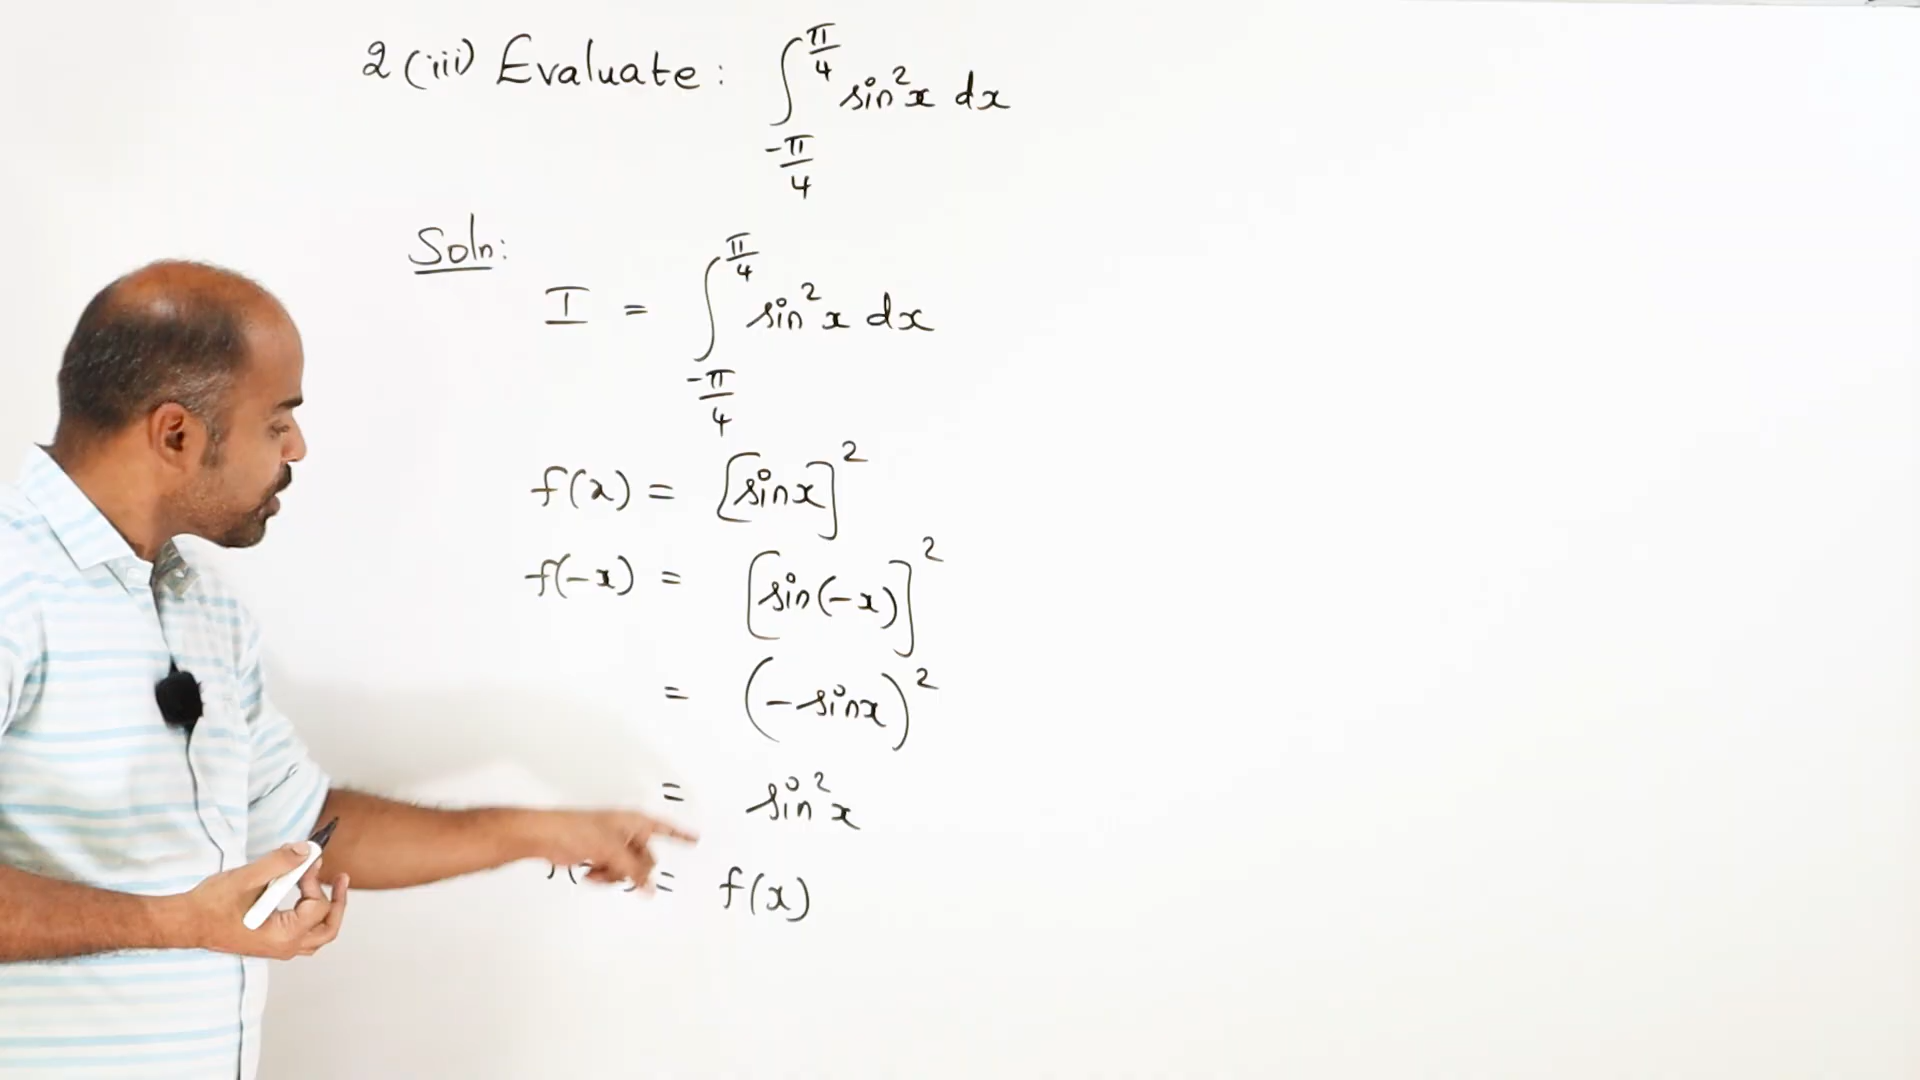 2 (iii) Evaluate: ∫_{-π/4}^{π/4} sin²x dx
Soln:
I = ∫_{-π/4}^{π/4} sin²x dx
f(x) = [sinx]²
f(-x) = [sin(-x)]²
= (-sinx)²
= sin²x
= f(x)